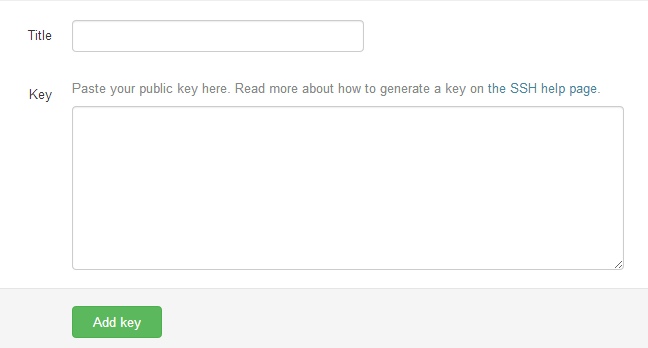 Title
Key
Paste your public key here. Read more about how to generate a key on the SSH help page.
Add key